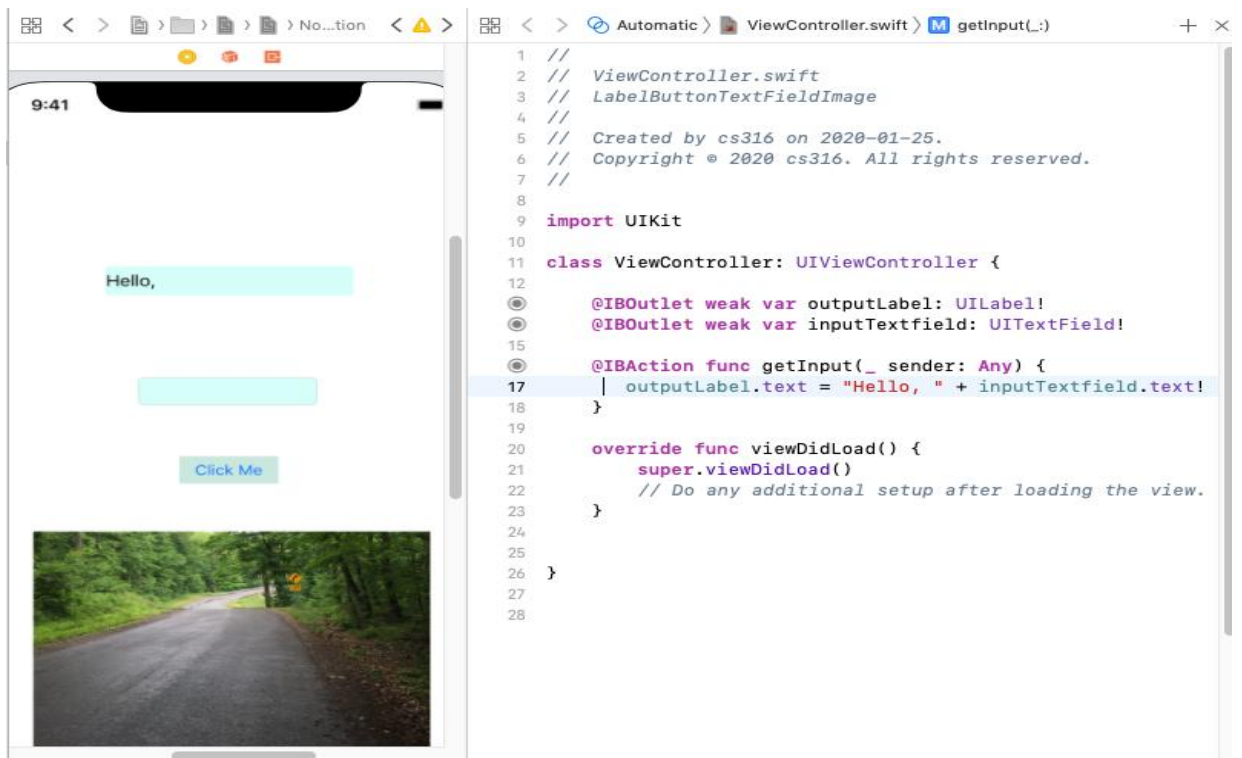 No...tion
9:41
Hello,
Click Me
Automatic ViewController.swift M getInput(_:)
1 //
2 // ViewController.swift
3 // LabelButtonTextFieldImage
4 //
5 // Created by cs316 on 2020-01-25.
6 // Copyright © 2020 cs316. All rights reserved.
7 //
8
9 import UIKit
10
11 class ViewController: UIViewController {
12
@IBOutlet weak var outputLabel: UILabel!
@IBOutlet weak var inputTextfield: UITextField!
15
@IBAction func getInput(_ sender: Any) {
17 outputLabel.text = "Hello, " + inputTextfield.text!
18 }
19
20 override func viewDidLoad() {
21 super.viewDidLoad()
22 // Do any additional setup after loading the view.
23 }
24
25
26 }
27
28